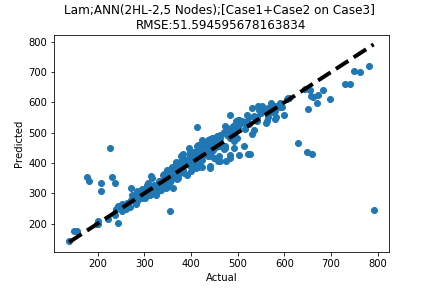 Lam;ANN(2HL-2,5 Nodes);[Case1+Case2 on Case3]
RMSE:51.594595678163834
800
700
600
500
400
300
200
Predicted
200 300 400 500 600 700 800
Actual